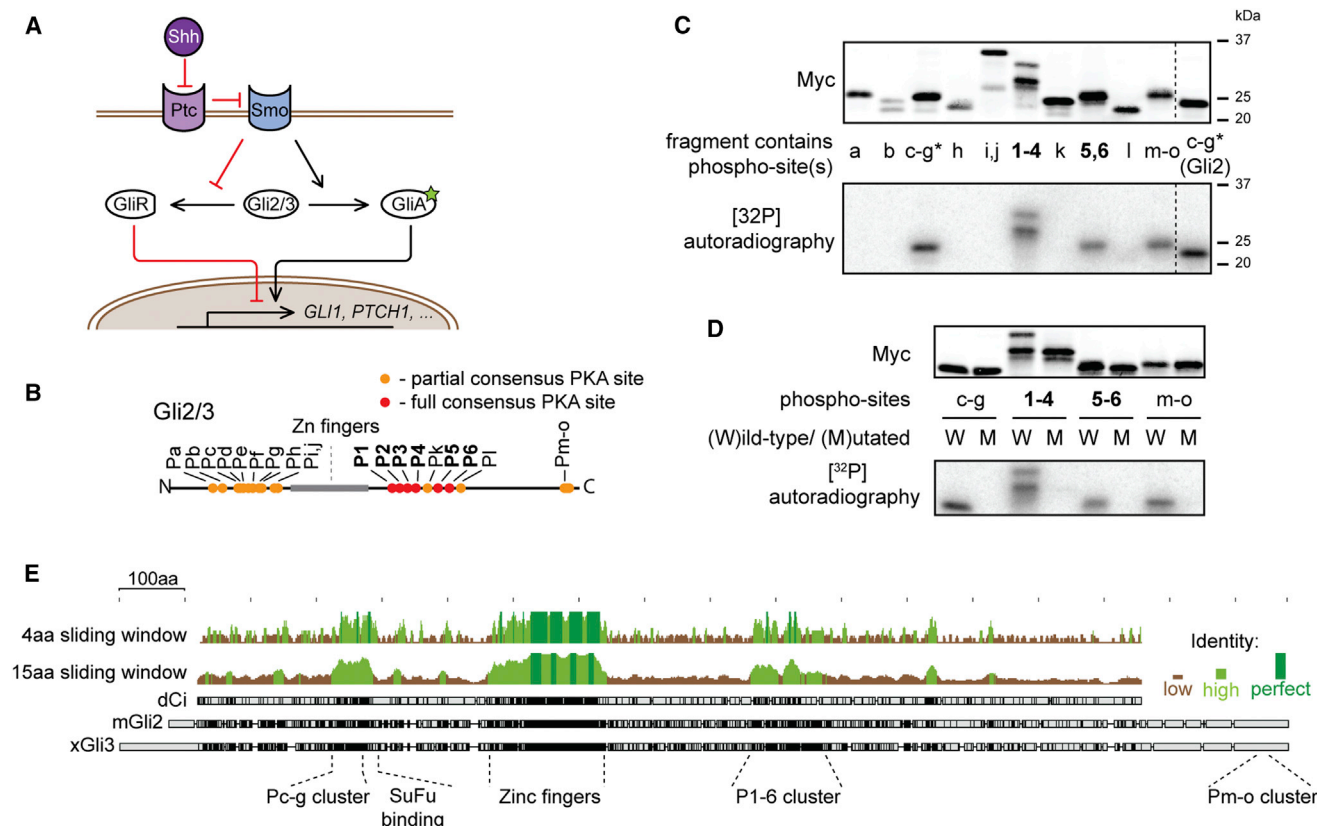 A
Shh
Ptc
Smo
GliR
Gli2/3
GliA
GLI1, PTCH1, ...
B
- partial consensus PKA site
- full consensus PKA site
Gli2/3
Zn fingers
Pa
Pb
Pc
Pd
Pe
Pf
Pg
Ph
Pi,j
P1
P2
P3
P4
Pk
P5
P6
Pl
Pm-o
N
C
C
kDa
37
Myc
25
20
fragment contains
phospho-site(s)
a b c-g* h i,j 1-4 k 5,6 l m-o c-g*
(Gli2)
37
[32P]
autoradiography
25
20
D
Myc
phospho-sites c-g 1-4 5-6 m-o
(W)ild-type/ (M)utated W M W M W M W M
[32P]
autoradiography
E
100aa
4aa sliding window
15aa sliding window
Identity:
low high perfect
dCi
mGli2
xGli3
Pc-g cluster
SuFu
binding
Zinc fingers
P1-6 cluster
Pm-o cluster